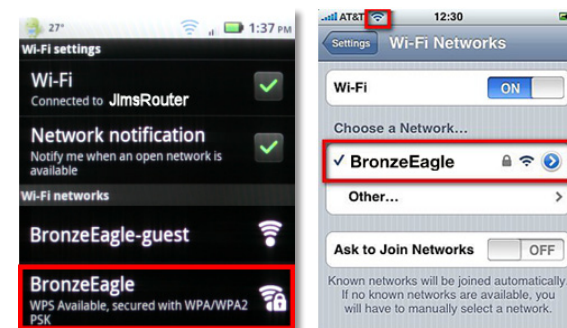 27°
1:37 PM
Wi-Fi settings
Wi-Fi
Connected to JimsRouter
Network notification
Notify me when an open network is
available
Wi-Fi networks
BronzeEagle-guest
BronzeEagle
WPS Available, secured with WPA/WPA2
PSK
AT&T
12:30
Settings
Wi-Fi Networks
Wi-Fi
ON
Choose a Network...
✓ BronzeEagle
Other...
Ask to Join Networks
OFF
Known networks will be joined automatically.
If no known networks are available, you
will have to manually select a network.